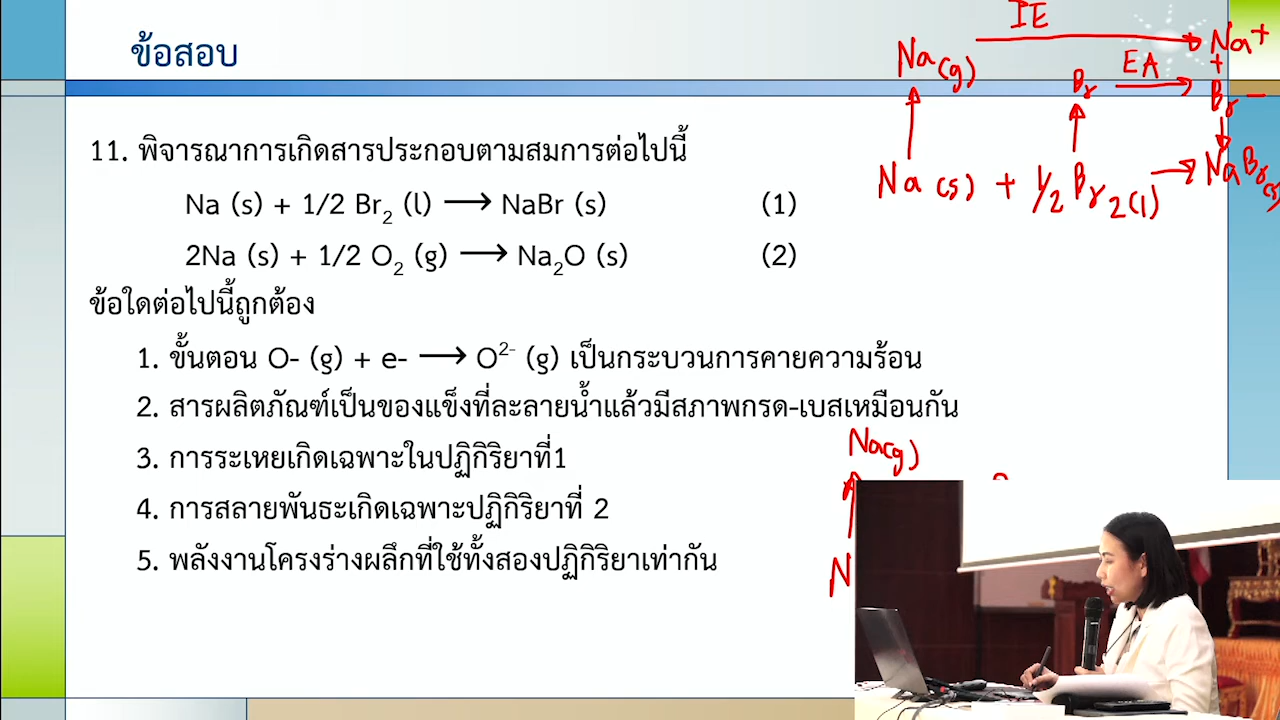 ข้อสอบ
IE
Na(g) Na+
+
Br EA Br-
Na(s) + 1/2 Br2(l) NaBr(s)
11. พิจารณาการเกิดสารประกอบตามสมการต่อไปนี้
Na (s) + 1/2 Br2 (l) ⟶ NaBr (s) (1)
2Na (s) + 1/2 O2 (g) ⟶ Na2O (s) (2)
ข้อใดต่อไปนี้ถูกต้อง
1. ขั้นตอน O- (g) + e- ⟶ O2- (g) เป็นกระบวนการคายความร้อน
2. สารผลิตภัณฑ์เป็นของแข็งที่ละลายน้ำแล้วมีสภาพกรด-เบสเหมือนกัน
3. การระเหยเกิดเฉพาะในปฏิกิริยาที่1
4. การสลายพันธะเกิดเฉพาะปฏิกิริยาที่ 2
5. พลังงานโครงร่างผลึกที่ใช้ทั้งสองปฏิกิริยาเท่ากัน
Na(g)